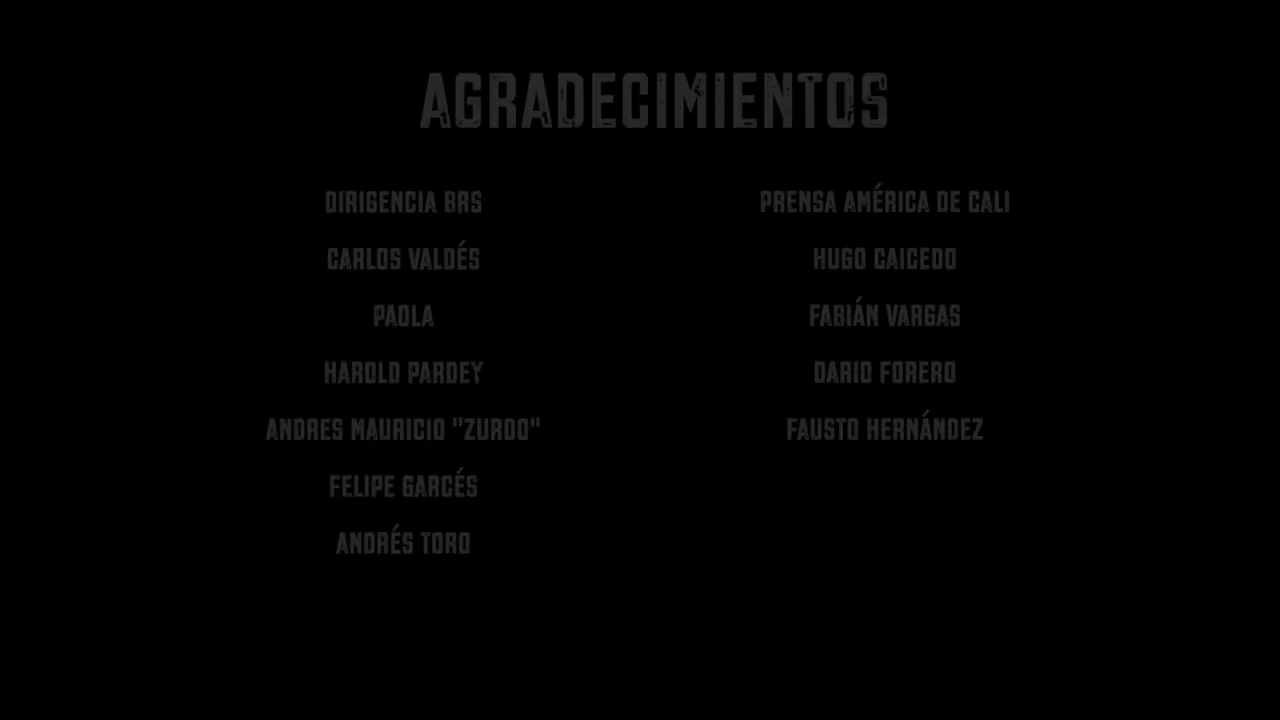 AGRADECIMIENTOS
DIRIGENCIA BRS
CARLOS VALDÉS
PAOLA
HAROLD PARDEY
ANDRES MAURICIO "ZURDO"
FELIPE GARCÉS
ANDRÉS TORO
PRENSA AMÉRICA DE CALI
HUGO CAICEDO
FABIÁN VARGAS
DARIO FORERO
FAUSTO HERNÁNDEZ